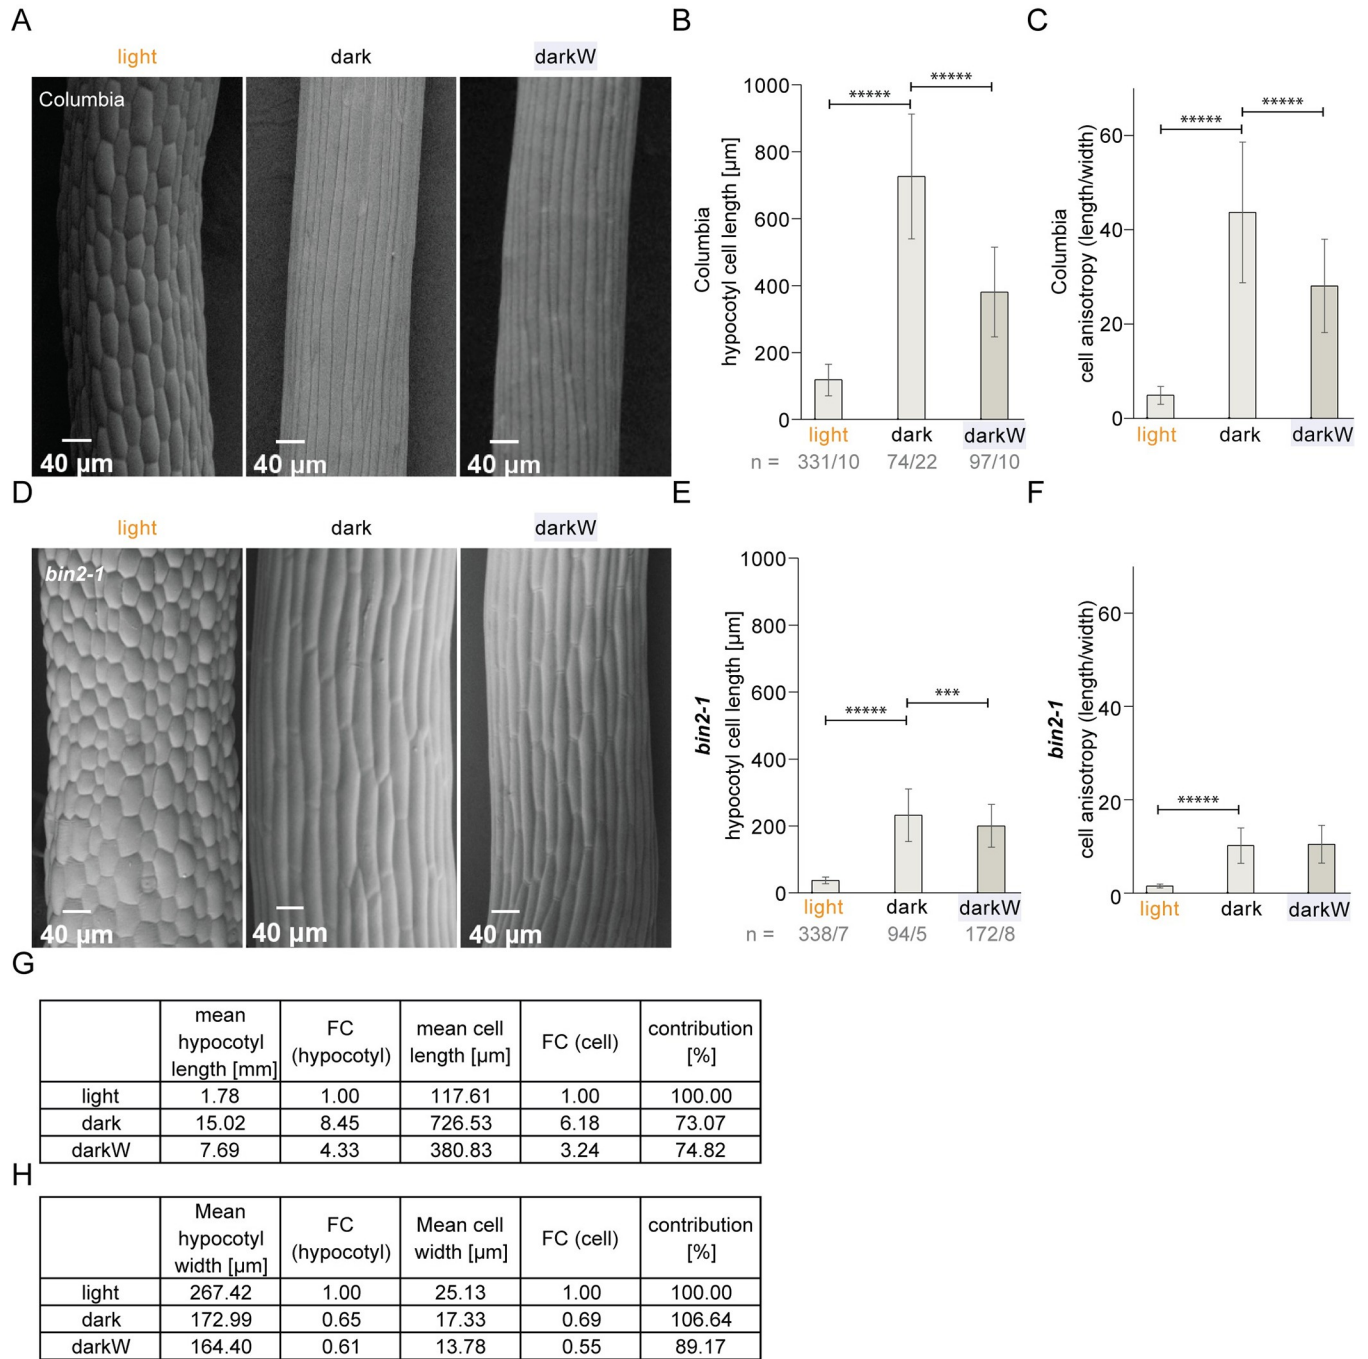 A
light
dark
darkW
Columbia
40 µm
40 µm
40 µm
B
Columbia
hypocotyl cell length [µm]
1000
800
600
400
200
0
*****
*****
light
dark
darkW
n =
331/10
74/22
97/10
C
Columbia
cell anisotropy (length/width)
60
40
20
0
*****
*****
light
dark
darkW
D
light
dark
darkW
bin2-1
40 µm
40 µm
40 µm
E
bin2-1
hypocotyl cell length [µm]
1000
800
600
400
200
0
*****
***
light
dark
darkW
n =
338/7
94/5
172/8
F
bin2-1
cell anisotropy (length/width)
60
40
20
0
*****
light
dark
darkW
G
mean
hypocotyl
length [mm]
FC
(hypocotyl)
mean cell
length [µm]
FC (cell)
contribution
[%]
light 1.78 1.00 117.61 1.00 100.00
dark 15.02 8.45 726.53 6.18 73.07
darkW 7.69 4.33 380.83 3.24 74.82
H
Mean
hypocotyl
width [µm]
FC
(hypocotyl)
Mean cell
width [µm]
FC (cell)
contribution
[%]
light 267.42 1.00 25.13 1.00 100.00
dark 172.99 0.65 17.33 0.69 106.64
darkW 164.40 0.61 13.78 0.55 89.17